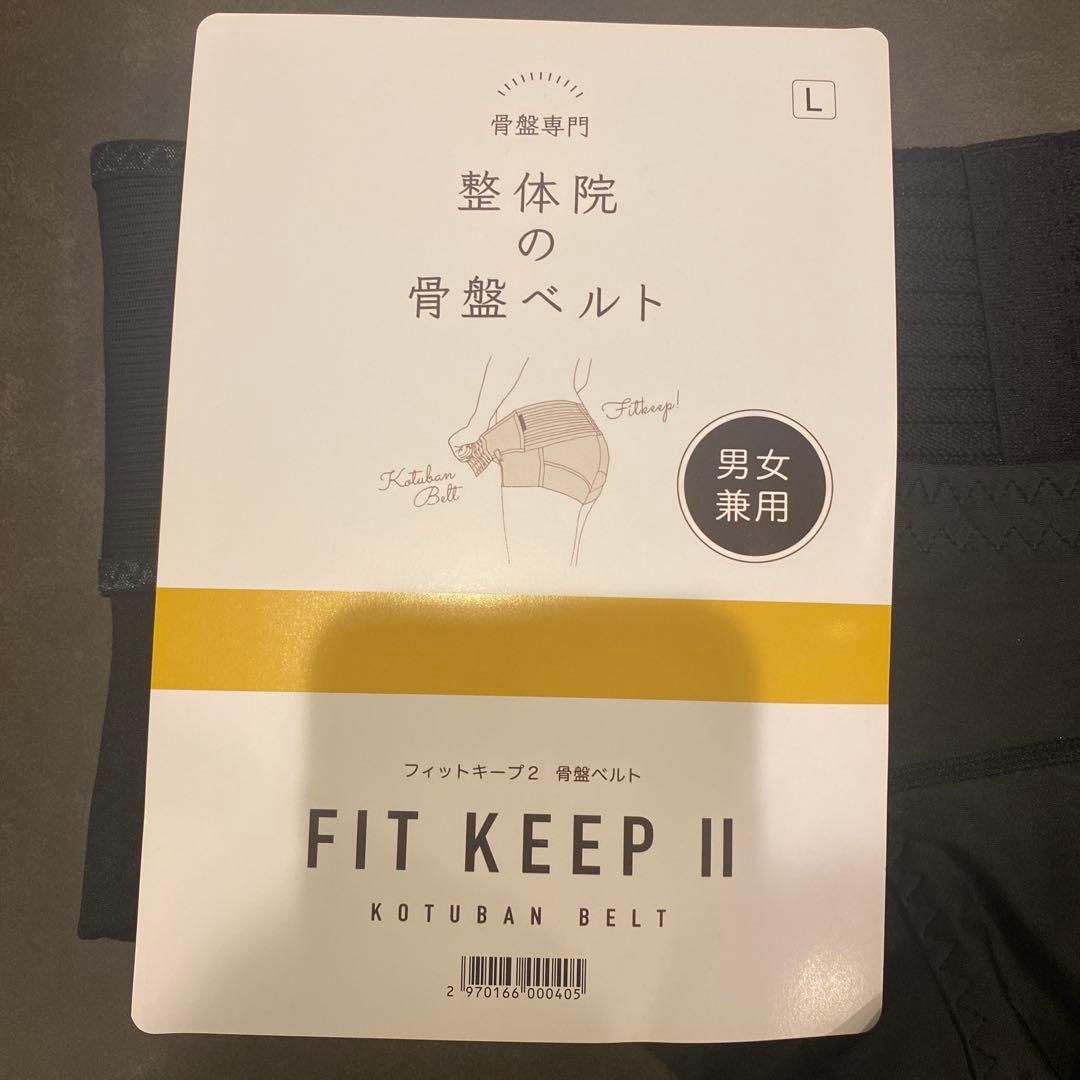 L
骨盤専門
整体院
の
骨盤ベルト
Fitkeep!
Kotuban
Belt
男女
兼用
フィットキープ2 骨盤ベルト
FIT KEEP II
KOTUBAN BELT
2 970166 000405